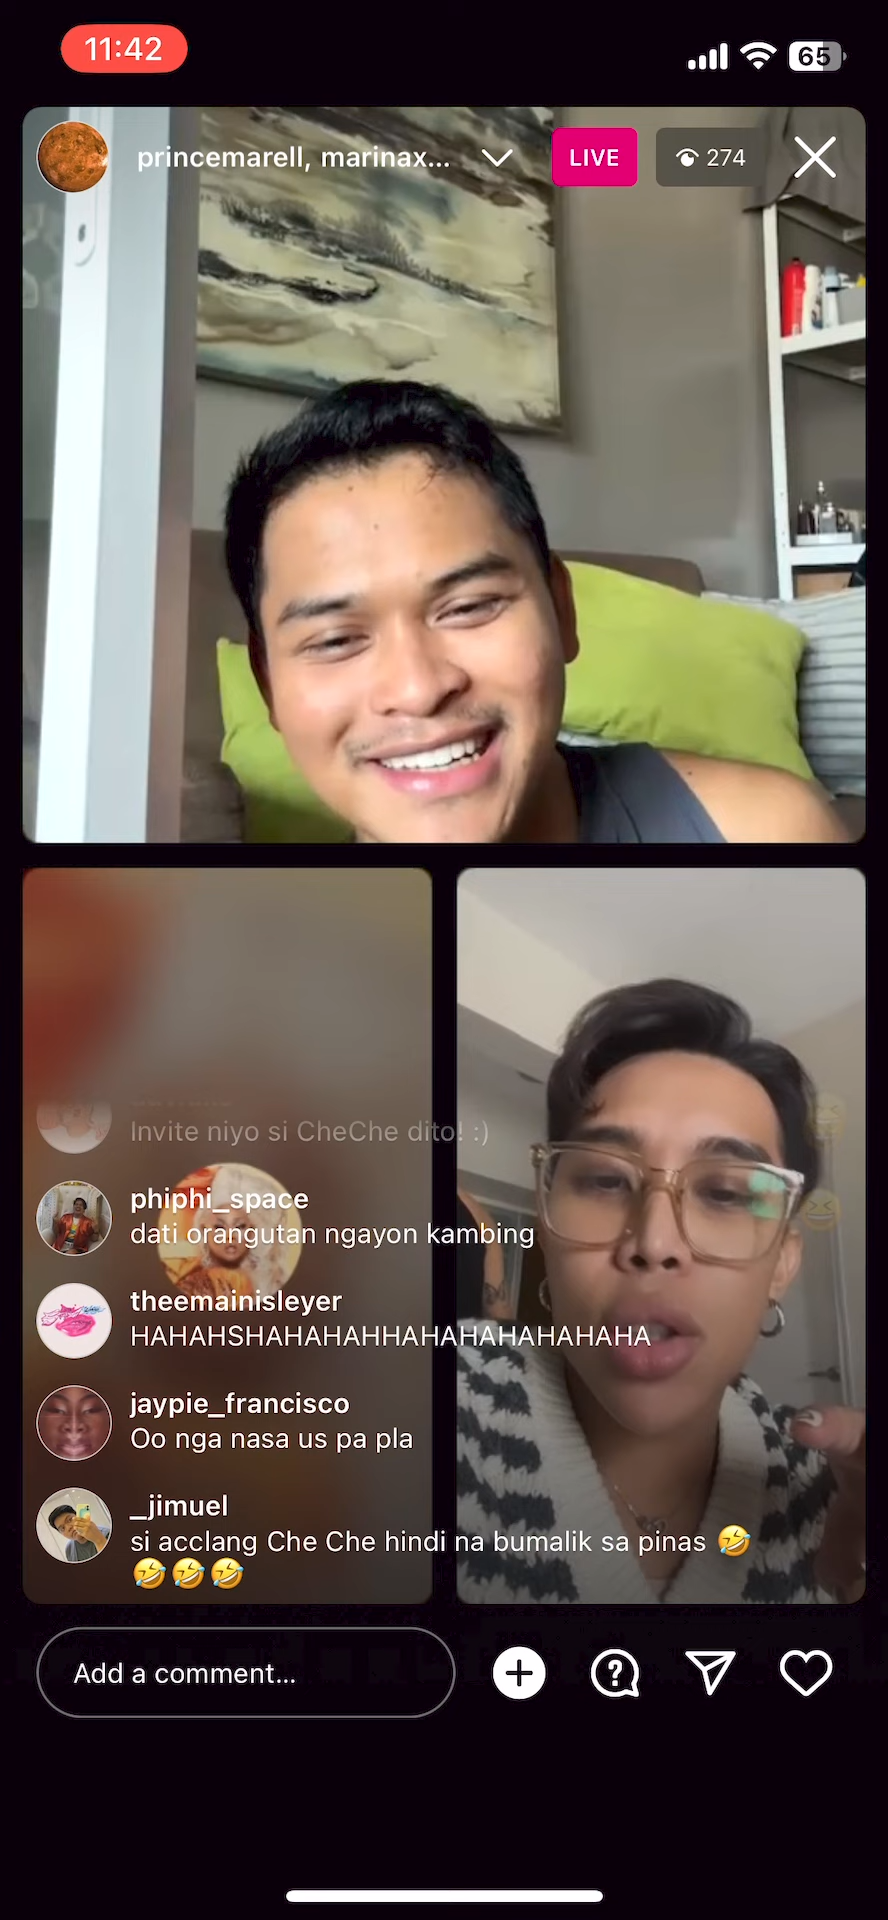 11:42
65
princemarell, marinax...
LIVE
274
Invite niyo si CheChe dito! :)
phiphi_space
dati orangutan ngayon kambing
theemainisleyer
HAHAHSHAHAHAHHAHAHAHAHAHAHA
jaypie_francisco
Oo nga nasa us pa pla
_jimuel
si acclang Che Che hindi na bumalik sa pinas 🤣
🤣🤣🤣
Add a comment...